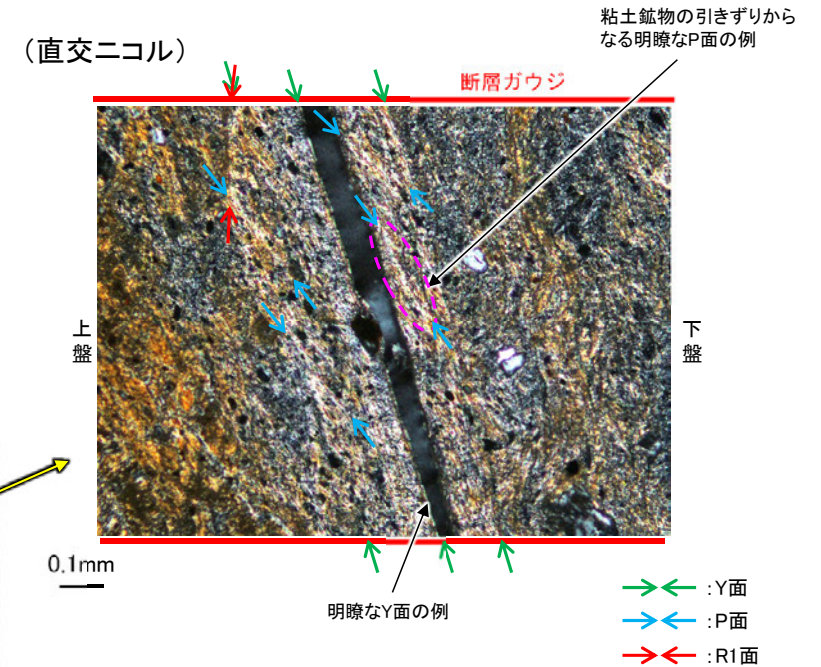 粘土鉱物の引きずりから
なる明瞭なP面の例
（直交ニコル）
断層ガウジ
上
盤
下
盤
0.1mm
明瞭なY面の例
:Y面
:P面
:R1面